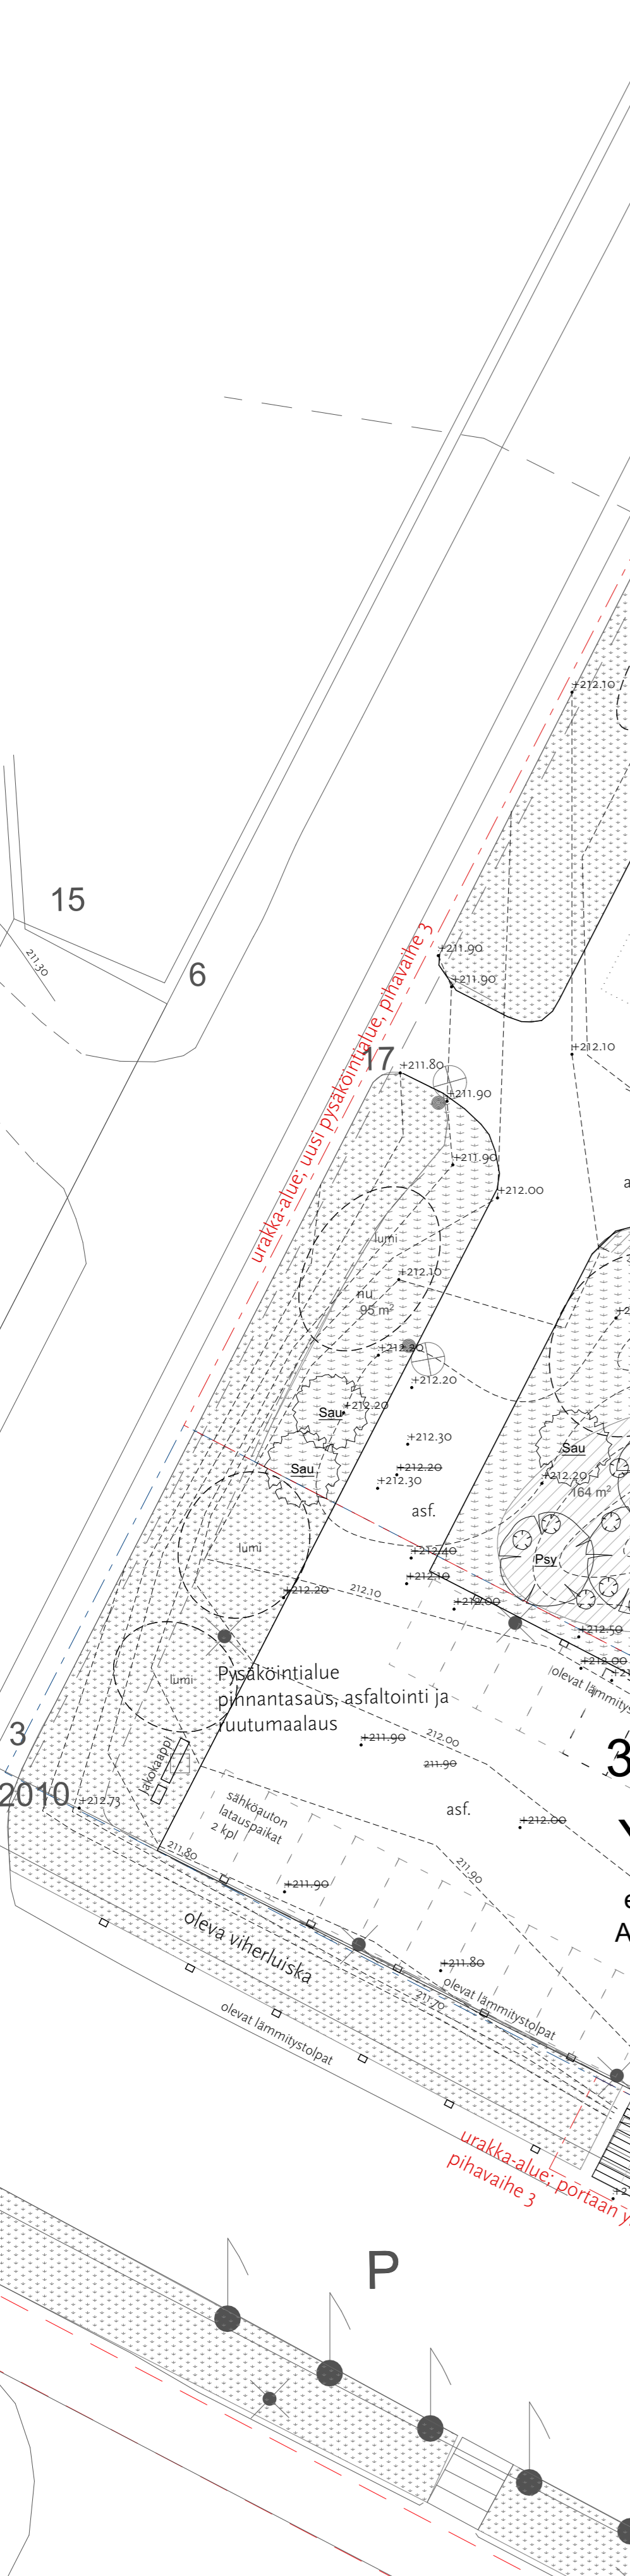 +212.10
15
211.30
6
urakka-alue; uusi pysäköintialue, pihavaihe 3
+211.90
+211.90
+212.10
17
+211.80
+211.90
+211.90
+212.00
lumi
+212.10
nu
95 m²
+212.20
+212.20
Sau
+212.20
+212.30
Sau
+212.20
+212.30
Sau
+212.20
164 m²
asf.
lumi
+212.40
Psy
+212.10
212.10
+212.20
+212.00
+212.50
+212.00
olevat lämmitys
Pysäköintialue
pihnantasaus, asfaltointi ja
ruutumaalaus
lumi
3
2010
+212.73
jakokaappi
212.00
+211.90
211.90
3
sähköauton
latauspaikat
2 kpl
asf.
+212.00
211.80
211.90
+211.90
oleva viherluiska
+211.80
211.70
olevat lämmitystolpat
olevat lämmitystolpat
urakka-alue; portaan y
pihavaihe 3
P